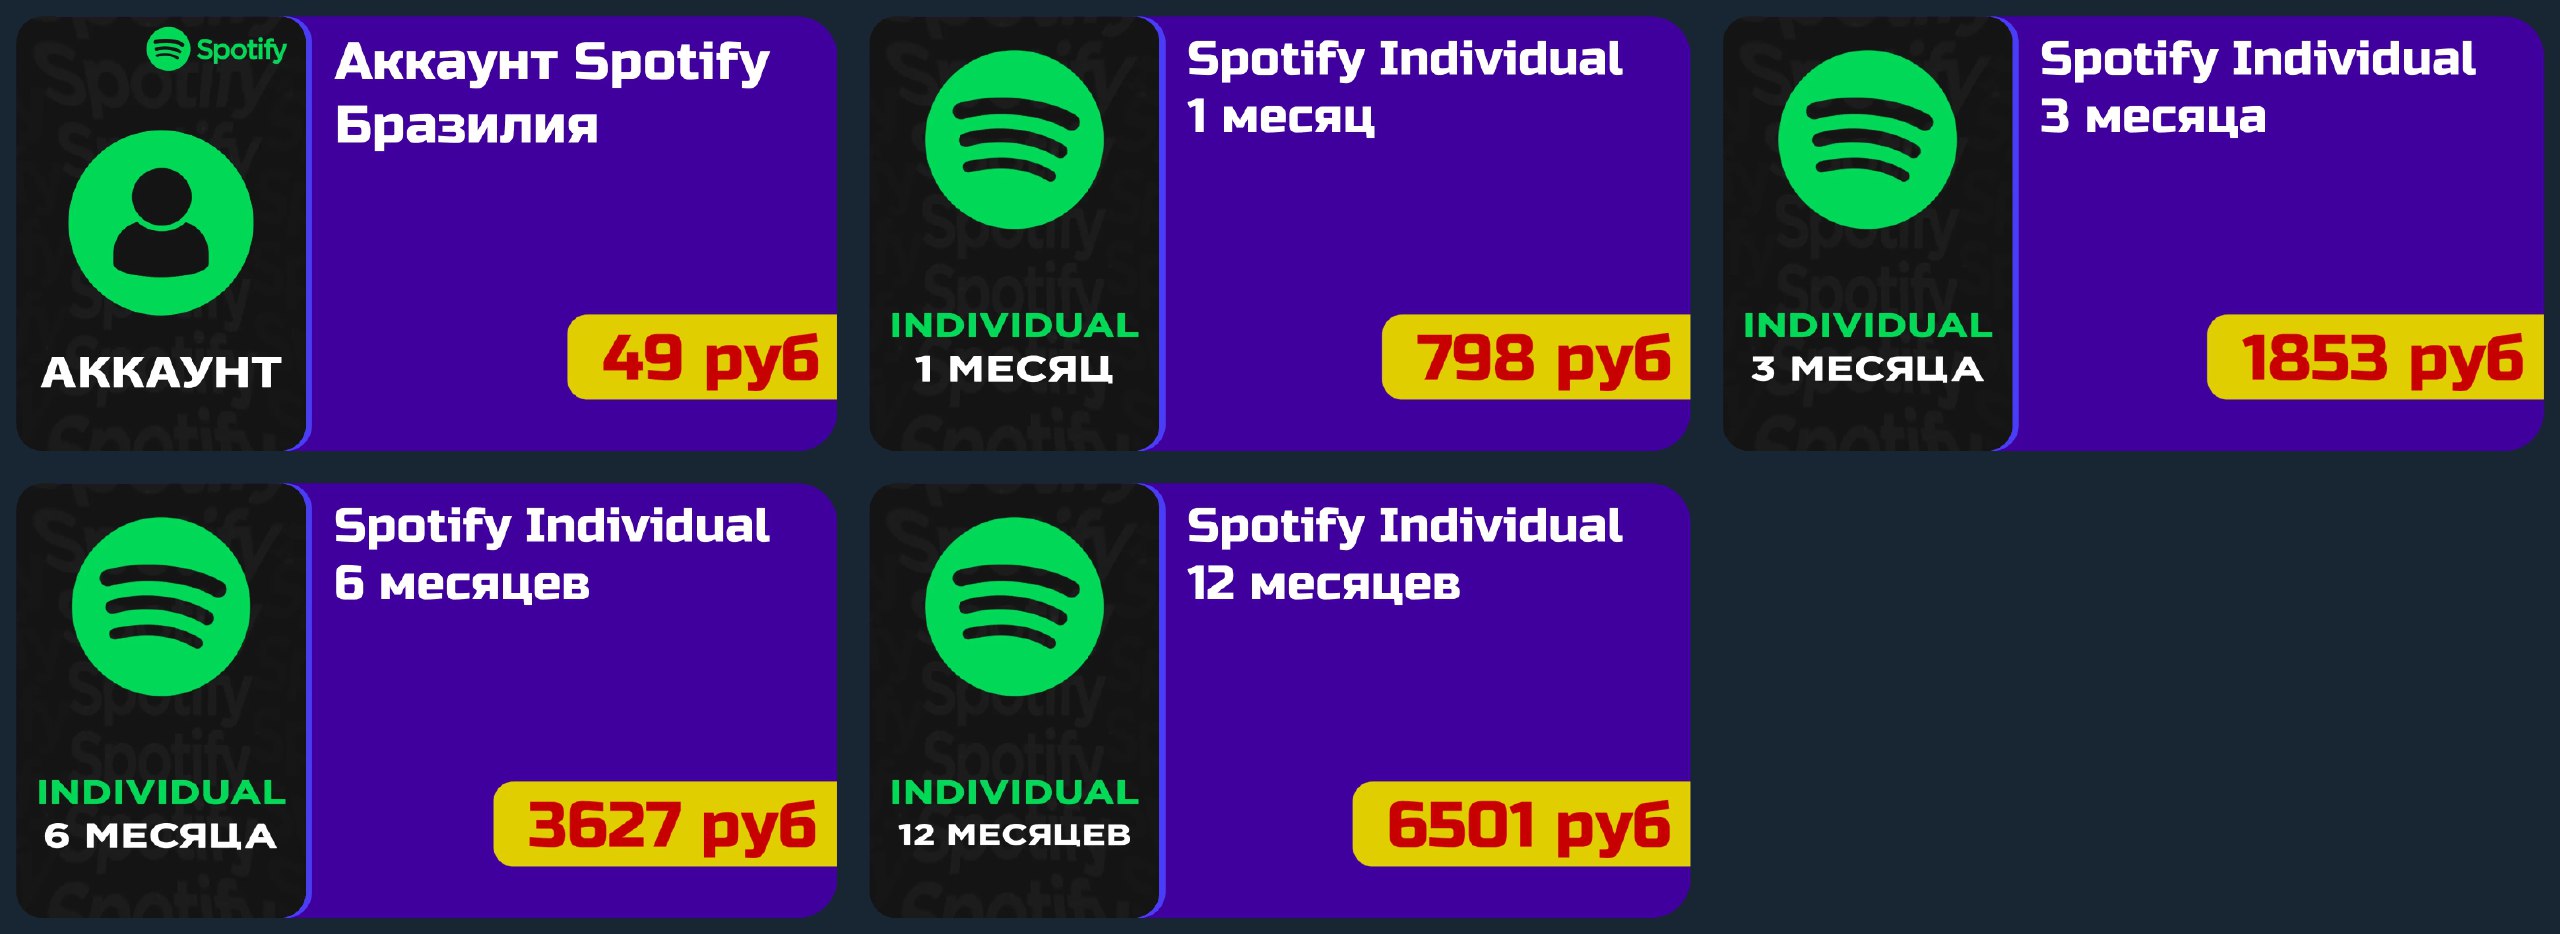 Spotify
АККАУНТ
Аккаунт Spotify
Бразилия
49 руб
INDIVIDUAL
1 МЕСЯЦ
Spotify Individual
1 месяц
798 руб
INDIVIDUAL
3 МЕСЯЦА
Spotify Individual
3 месяца
1853 руб
INDIVIDUAL
6 МЕСЯЦА
Spotify Individual
6 месяцев
3627 руб
INDIVIDUAL
12 МЕСЯЦЕВ
Spotify Individual
12 месяцев
6501 руб